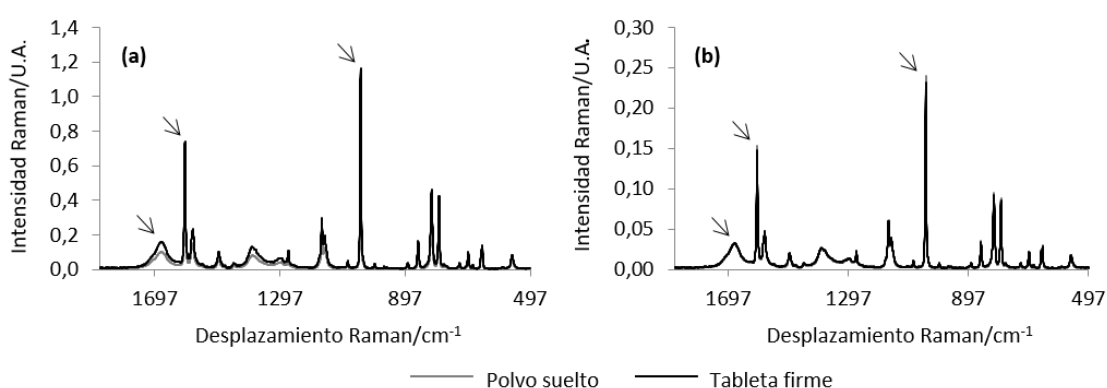 (a)
Intensidad Raman/U.A.
1,4
1,2
1,0
0,8
0,6
0,4
0,2
0,0
1697 1297 897 497
Desplazamiento Raman/cm⁻¹
(b)
Intensidad Raman/U.A.
0,30
0,25
0,20
0,15
0,10
0,05
0,00
1697 1297 897 497
Desplazamiento Raman/cm⁻¹
Polvo suelto Tableta firme